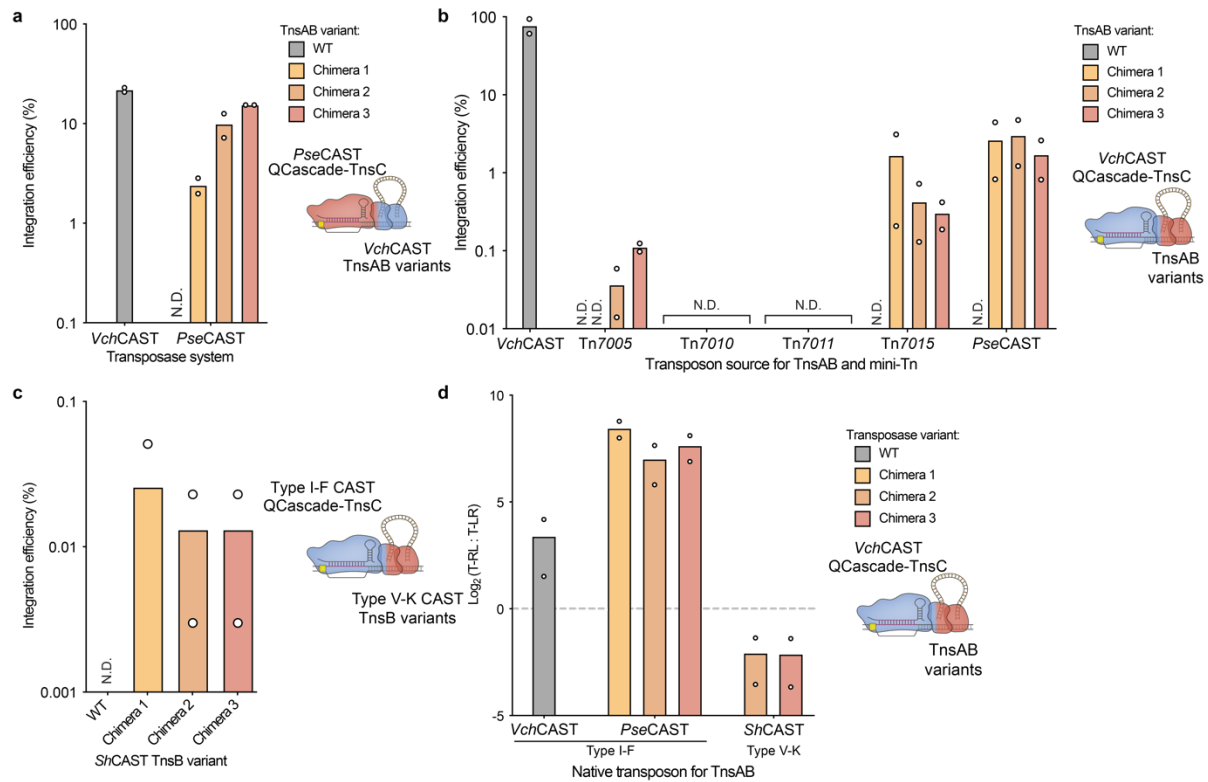 a
Integration efficiency (%)
100
10
1
0.1
N.D.
VchCAST
PseCAST
Transposase system
TnsAB variant:
WT
Chimera 1
Chimera 2
Chimera 3
PseCAST
QCascade-TnsC
VchCAST
TnsAB variants
b
Integration efficiency (%)
100
10
1
0.1
0.01
N.D.
N.D.
N.D.
N.D.
N.D.
N.D.
VchCAST
Tn7005
Tn7010
Tn7011
Tn7015
PseCAST
Transposon source for TnsAB and mini-Tn
TnsAB variant:
WT
Chimera 1
Chimera 2
Chimera 3
VchCAST
QCascade-TnsC
TnsAB
variants
c
Integration efficiency (%)
0.1
0.01
0.001
N.D.
WT
Chimera 1
Chimera 2
Chimera 3
ShCAST TnsB variant
Type I-F CAST
QCascade-TnsC
Type V-K CAST
TnsB variants
d
Log2 (T-RL : T-LR)
10
5
0
-5
VchCAST
PseCAST
ShCAST
Type I-F
Type V-K
Native transposon for TnsAB
Transposase variant:
WT
Chimera 1
Chimera 2
Chimera 3
VchCAST
QCascade-TnsC
TnsAB
variants